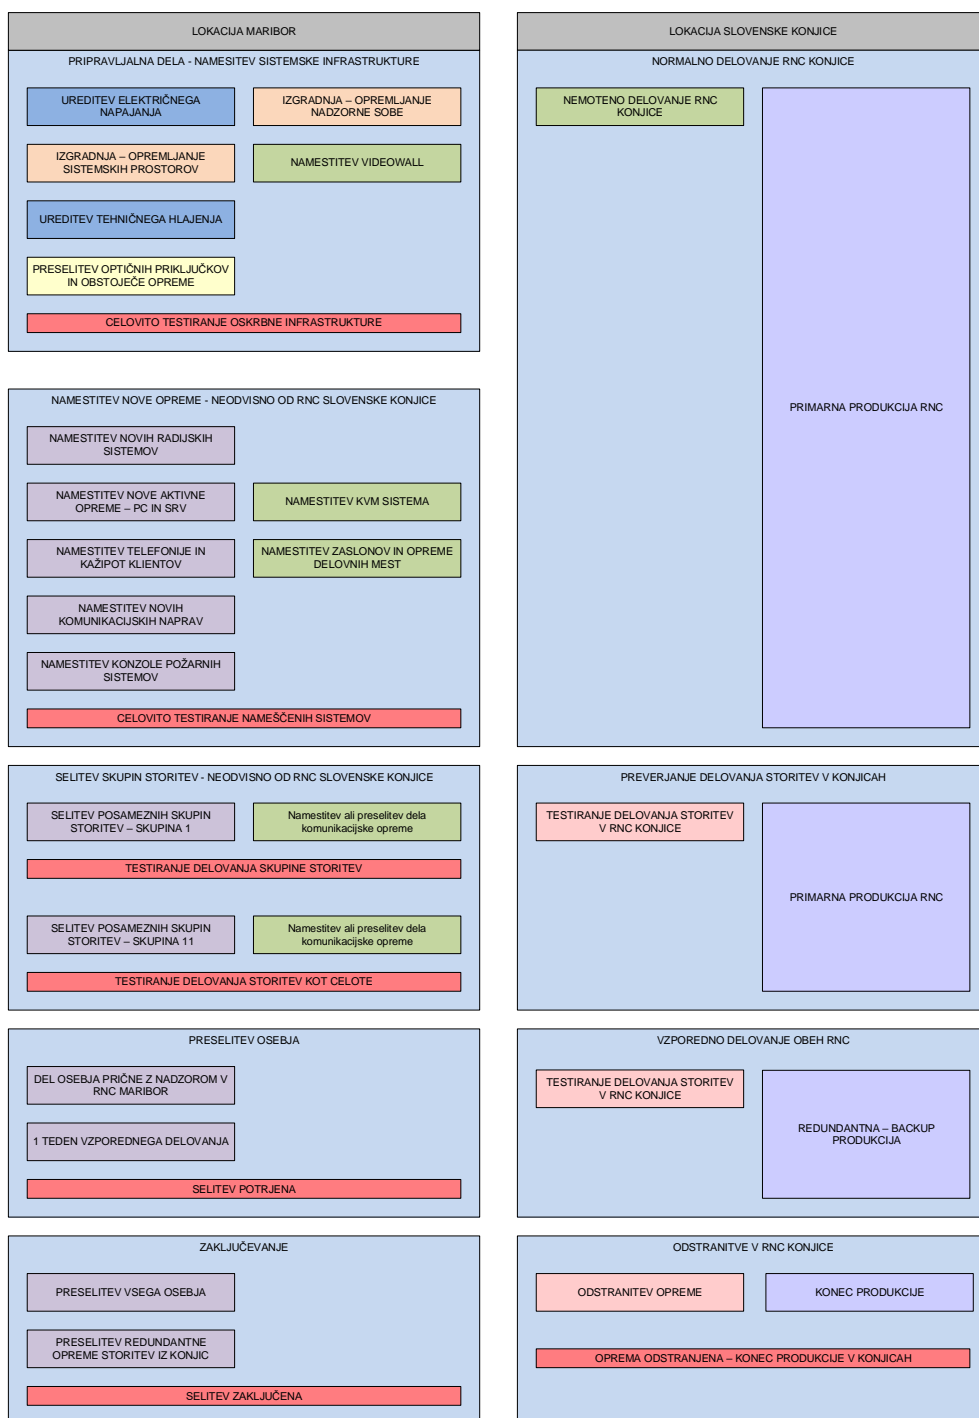 LOKACIJA MARIBOR
PRIPRAVLJALNA DELA - NAMESITEV SISTEMSKE INFRASTRUKTURE
UREDITEV ELEKTRIČNEGA
NAPAJANJA
IZGRADNJA – OPREMLJANJE
NADZORNE SOBE
IZGRADNJA – OPREMLJANJE
SISTEMSKIH PROSTOROV
NAMESTITEV VIDEOWALL
UREDITEV TEHNIČNEGA HLAJENJA
PRESELITEV OPTIČNIH PRIKLJUČKOV
IN OBSTOJEČE OPREME
CELOVITO TESTIRANJE OSKRBNE INFRASTRUKTURE
NAMESTITEV NOVE OPREME - NEODVISNO OD RNC SLOVENSKE KONJICE
NAMESTITEV NOVIH RADIJSKIH
SISTEMOV
NAMESTITEV NOVE AKTIVNE
OPREME – PC IN SRV
NAMESTITEV KVM SISTEMA
NAMESTITEV TELEFONIJE IN
KAŽIPOT KLIENTOV
NAMESTITEV ZASLONOV IN OPREME
DELOVNIH MEST
NAMESTITEV NOVIH
KOMUNIKACIJSKIH NAPRAV
NAMESTITEV KONZOLE POŽARNIH
SISTEMOV
CELOVITO TESTIRANJE NAMEŠČENIH SISTEMOV
SELITEV SKUPIN STORITEV - NEODVISNO OD RNC SLOVENSKE KONJICE
SELITEV POSAMEZNIH SKUPIN
STORITEV – SKUPINA 1
Namestitev ali preselitev dela
komunikacijske opreme
TESTIRANJE DELOVANJA SKUPINE STORITEV
SELITEV POSAMEZNIH SKUPIN
STORITEV – SKUPINA 11
Namestitev ali preselitev dela
komunikacijske opreme
TESTIRANJE DELOVANJA STORITEV KOT CELOTE
PRESELITEV OSEBJA
DEL OSEBJA PRIČNE Z NADZOROM V
RNC MARIBOR
1 TEDEN VZPOREDNEGA DELOVANJA
SELITEV POTRJENA
ZAKLJUČEVANJE
PRESELITEV VSEGA OSEBJA
PRESELITEV REDUNDANTNE
OPREME STORITEV IZ KONJIC
SELITEV ZAKLJUČENA
LOKACIJA SLOVENSKE KONJICE
NORMALNO DELOVANJE RNC KONJICE
NEMOTENO DELOVANJE RNC
KONJICE
PRIMARNA PRODUKCIJA RNC
PREVERJANJE DELOVANJA STORITEV V KONJICAH
TESTIRANJE DELOVANJA STORITEV
V RNC KONJICE
PRIMARNA PRODUKCIJA RNC
VZPOREDNO DELOVANJE OBEH RNC
TESTIRANJE DELOVANJA STORITEV
V RNC KONJICE
REDUNDANTNA – BACKUP
PRODUKCIJA
ODSTRANITVE V RNC KONJICE
ODSTRANITEV OPREME
KONEC PRODUKCIJE
OPREMA ODSTRANJENA – KONEC PRODUKCIJE V KONJICAH